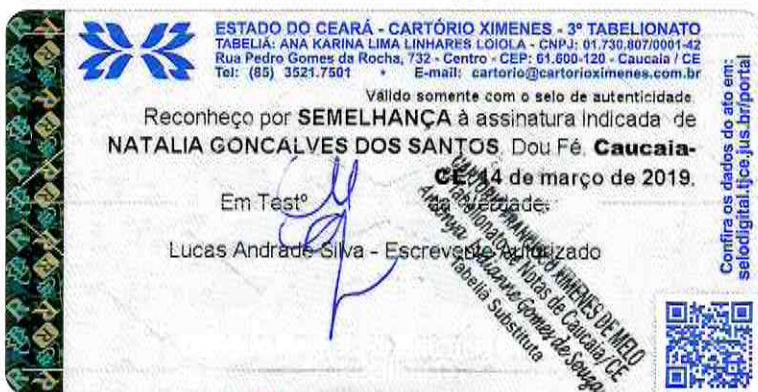 ESTADO DO CEARÁ - CARTÓRIO XIMENES - 3º TABELIONATO
TABELIÃ: ANA KARINA LIMA LINHARES LOIOLA - CNPJ: 01.730.807/0001-42
Rua Pedro Gomes da Rocha, 732 - Centro - CEP: 61.600-120 - Caucaia / CE
Tel: (85) 3521.7501 • E-mail: cartorio@cartorioximenes.com.br
Válido somente com o selo de autenticidade.
Reconheço por SEMELHANÇA à assinatura indicada de
NATALIA GONCALVES DOS SANTOS. Dou Fé. Caucaia-
CE, 14 de março de 2019.
Em Testº da Verdade.
Lucas Andrade Silva - Escrevente Autorizado
XIMENES DE MELO
Tabelionato de Notas de Caucaia/CE
Gomes de Souza
Tabeliã Substituta
Confira os dados do ato em:
selodigital.tjce.jus.br/portal